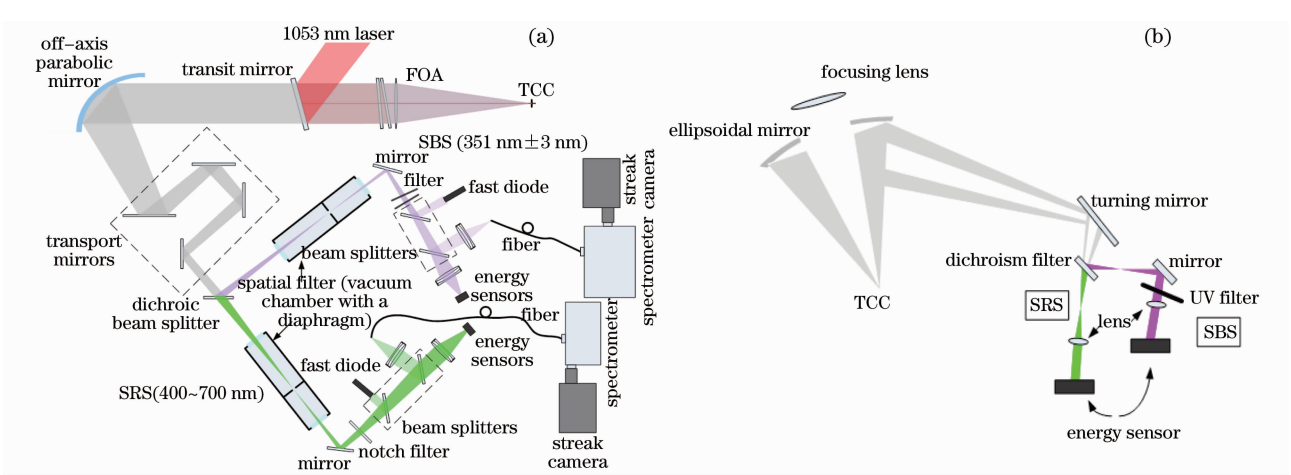 (a)
1053 nm laser
off–axis
parabolic
mirror
transit mirror
FOA
TCC
SBS (351 nm±3 nm)
mirror
filter
fast diode
streak
camera
transport
mirrors
beam splitters
fiber
spectrometer
spatial filter (vacuum
chamber with a
diaphragm)
energy
sensors
dichroic
beam splitter
fiber
energy
sensors
fast diode
spectrometer
SRS(400~700 nm)
beam splitters
notch filter
mirror
streak
camera
(b)
focusing lens
ellipsoidal mirror
turning mirror
dichroism filter
mirror
TCC
SRS
UV filter
lens
SBS
energy sensor